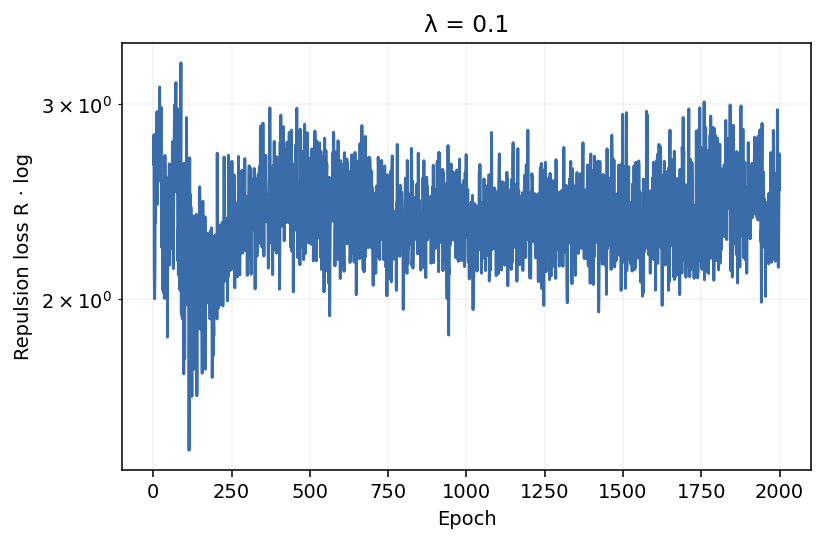 λ = 0.1
Repulsion loss R · log
3 × 10⁰
2 × 10⁰
0 250 500 750 1000 1250 1500 1750 2000
Epoch